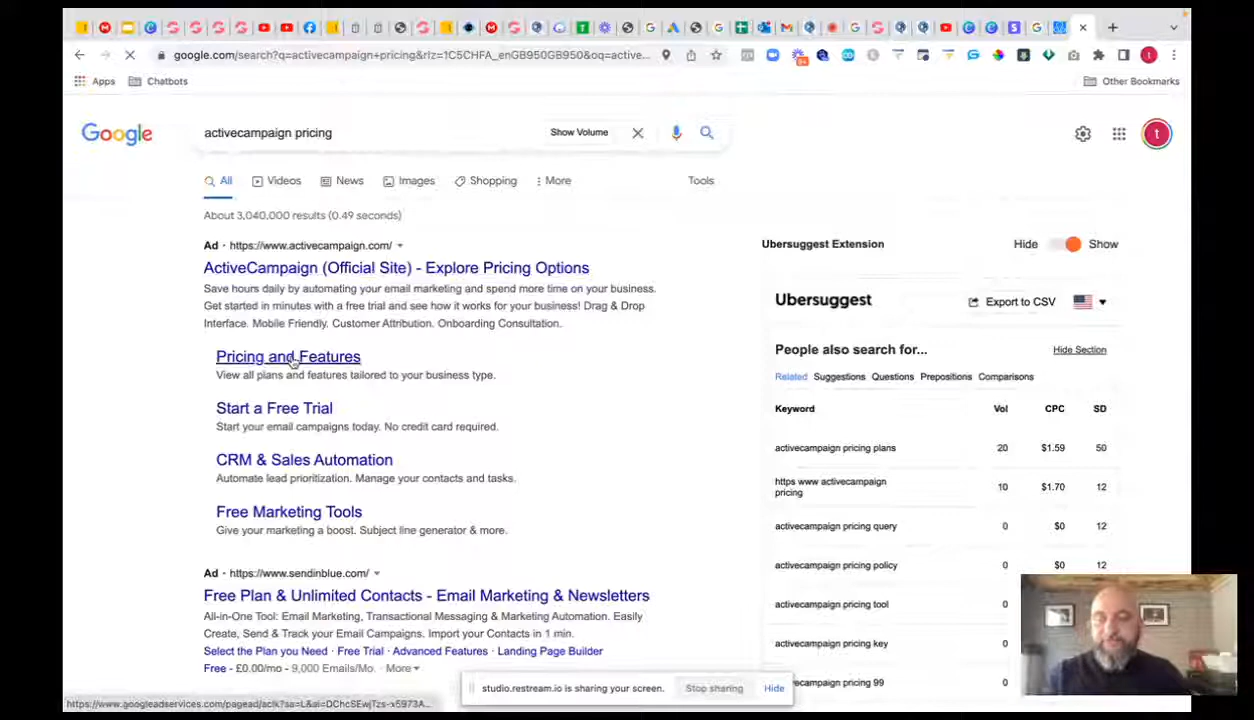 google.com/search?q=activecampaign+pricing&rlz=1C5CHFA_enGB950GB950&oq=active...
Apps
Chatbots
Other Bookmarks
Google
activecampaign pricing
Show Volume
t
All
Videos
News
Images
Shopping
More
Tools
About 3,040,000 results (0.49 seconds)
Ad · https://www.activecampaign.com/
ActiveCampaign (Official Site) - Explore Pricing Options
Save hours daily by automating your email marketing and spend more time on your business.
Get started in minutes with a free trial and see how it works for your business! Drag & Drop
Interface. Mobile Friendly. Customer Attribution. Onboarding Consultation.
Pricing and Features
View all plans and features tailored to your business type.
Start a Free Trial
Start your email campaigns today. No credit card required.
CRM & Sales Automation
Automate lead prioritization. Manage your contacts and tasks.
Free Marketing Tools
Give your marketing a boost. Subject line generator & more.
Ad · https://www.sendinblue.com/
Free Plan & Unlimited Contacts - Email Marketing & Newsletters
All-in-One Tool: Email Marketing, Transactional Messaging & Marketing Automation. Easily
Create, Send & Track your Email Campaigns. Import your Contacts in 1 min.
Select the Plan you Need · Free Trial · Advanced Features · Landing Page Builder
Free - £0.00/mo - 9,000 Emails/Mo. · More
Ubersuggest Extension
Hide
Show
Ubersuggest
Export to CSV
People also search for...
Hide Section
Related
Suggestions
Questions
Prepositions
Comparisons
Keyword Vol CPC SD
activecampaign pricing plans 20 $1.59 50
https www activecampaign
pricing 10 $1.70 12
activecampaign pricing query 0 $0 12
activecampaign pricing policy 0 $0 12
activecampaign pricing tool 0
activecampaign pricing key 0
activecampaign pricing 99 0
studio.restream.io is sharing your screen.
Stop sharing
Hide